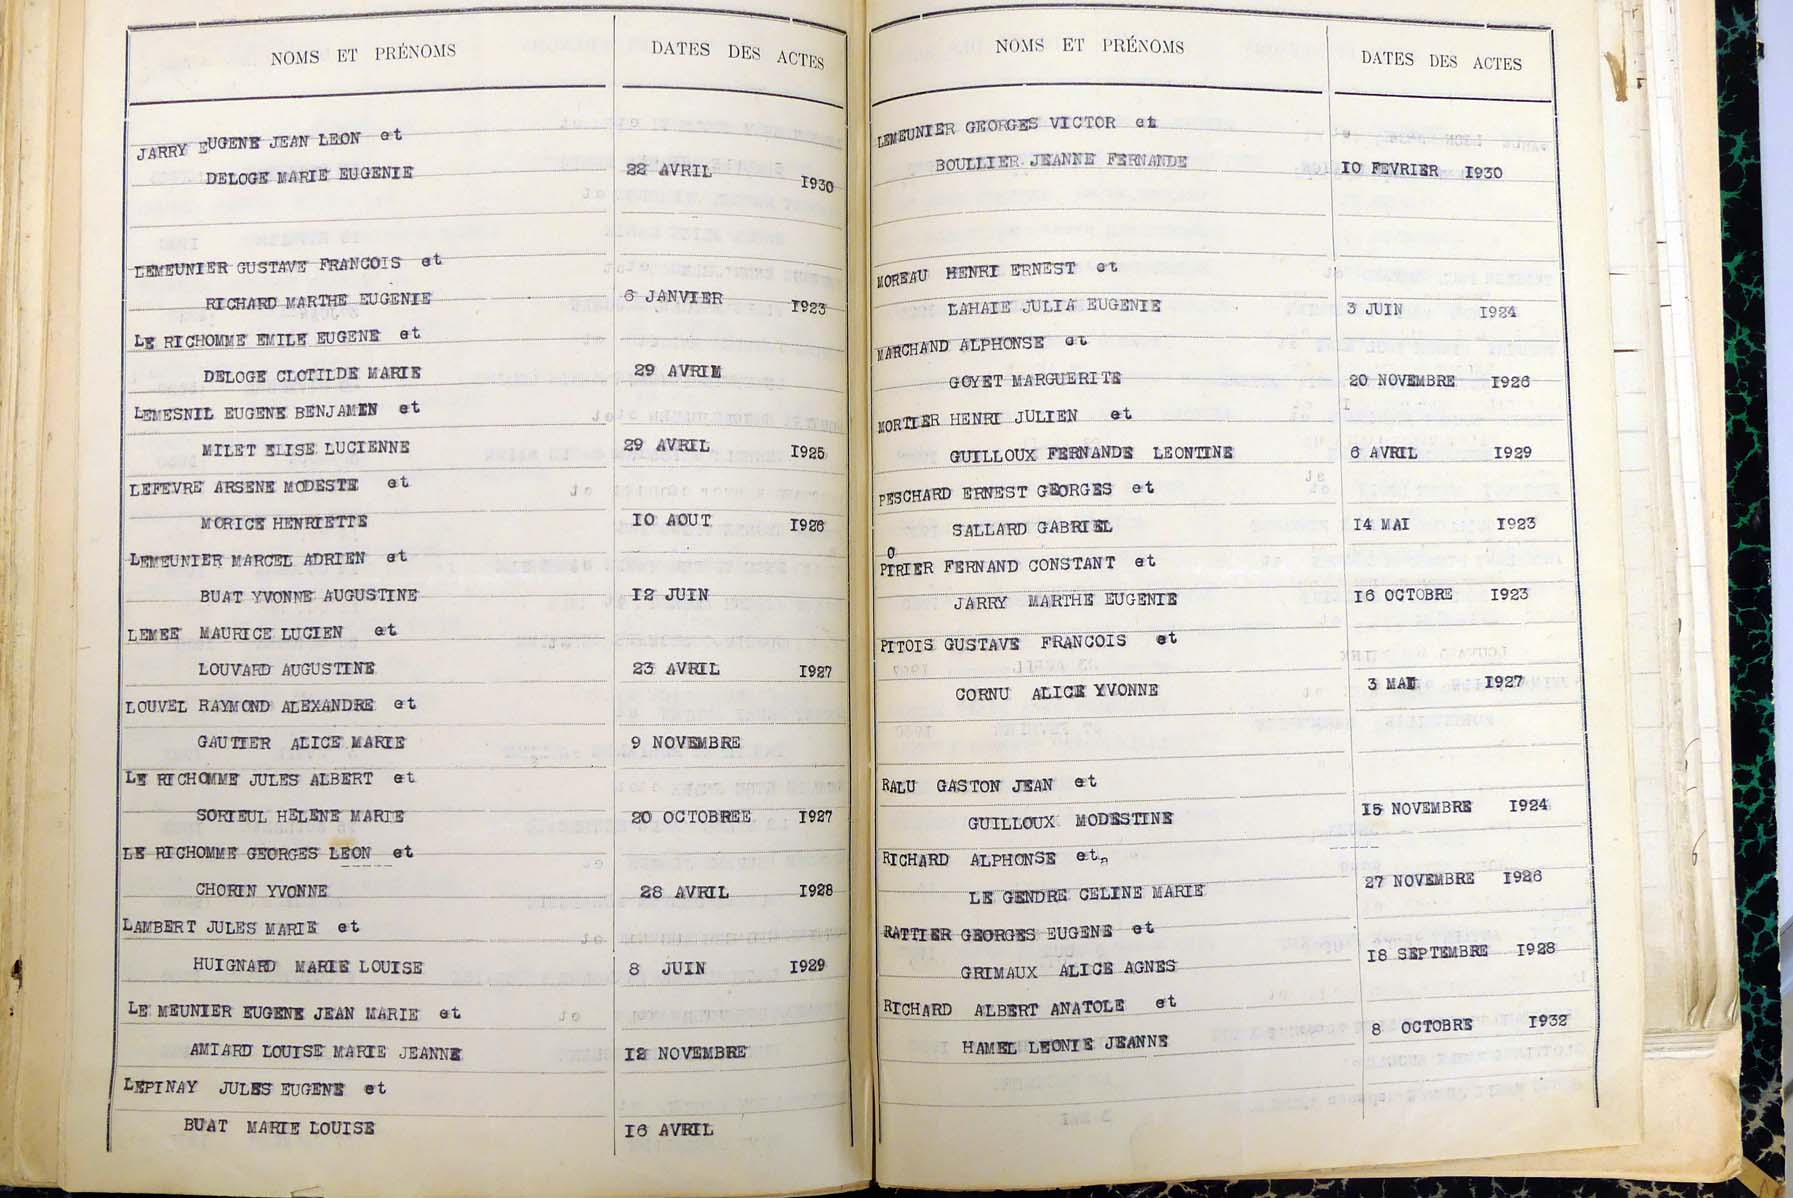 NOMS ET PRÉNOMS DATES DES ACTES
JARRY EUGENE JEAN LEON et
DELOGE MARIE EUGENIE 22 AVRIL 1930
LEMEUNIER GUSTAVE FRANCOIS et
RICHARD MARTHE EUGENIE 6 JANVIER 1923
LE RICHOMME EMILE EUGENE et
DELOGE CLOTILDE MARIE 29 AVRIL
LEMESNIL EUGENE BENJAMIN et
MILET ELISE LUCIENNE 29 AVRIL 1925
LEFEVRE ARSENE MODESTE et
MORICE HENRIETTE 10 AOUT 1926
LEMEUNIER MARCEL ADRIEN et
BUAT YVONNE AUGUSTINE 12 JUIN
LEMEE MAURICE LUCIEN et
LOUVARD AUGUSTINE 23 AVRIL 1927
LOUVEL RAYMOND ALEXANDRE et
GAUTIER ALICE MARIE 9 NOVEMBRE
LE RICHOMME JULES ALBERT et
SORIEUL HELENE MARIE 20 OCTOBREE 1927
LE RICHOMME GEORGES LEON et
CHORIN YVONNE 28 AVRIL 1928
LAMBERT JULES MARIE et
HUIGNARD MARIE LOUISE 8 JUIN 1929
LE MEUNIER EUGENE JEAN MARIE et
AMIARD LOUISE MARIE JEANNE 12 NOVEMBRE
LEPINAY JULES EUGENE et
BUAT MARIE LOUISE 16 AVRIL
NOMS ET PRÉNOMS DATES DES ACTES
LEMEUNIER GEORGES VICTOR et
BOULLIER JEANNE FERNANDE 10 FEVRIER 1930
MOREAU HENRI ERNEST et
LAHAIE JULIA EUGENIE 3 JUIN 1924
MARCHAND ALPHONSE et
GOYET MARGUERITE 20 NOVEMBRE 1926
MORTIER HENRI JULIEN et
GUILLOUX FERNANDE LEONTINE 6 AVRIL 1929
PESCHARD ERNEST GEORGES et
SALLARD GABRIEL 14 MAI 1923
O
PIRIER FERNAND CONSTANT et
JARRY MARTHE EUGENIE 16 OCTOBRE 1923
PITOIS GUSTAVE FRANCOIS et
CORNU ALICE YVONNE 3 MAI 1927
RALU GASTON JEAN et
GUILLOUX MODESTINE 15 NOVEMBRE 1924
RICHARD ALPHONSE et
LE GENDRE CELINE MARIE 27 NOVEMBRE 1926
RATTIER GEORGES EUGENE et
GRIMAUX ALICE AGNES 18 SEPTEMBRE 1928
RICHARD ALBERT ANATOLE et
HAMEL LEONIE JEANNE 8 OCTOBRE 1932